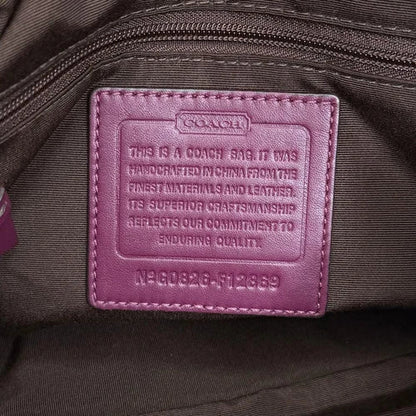 COACH
THIS IS A COACH BAG. IT WAS
HANDCRAFTED IN CHINA FROM THE
FINEST MATERIALS AND LEATHER.
ITS SUPERIOR CRAFTSMANSHIP
REFLECTS OUR COMMITMENT TO
ENDURING QUALITY.
Nº G0826-F12869